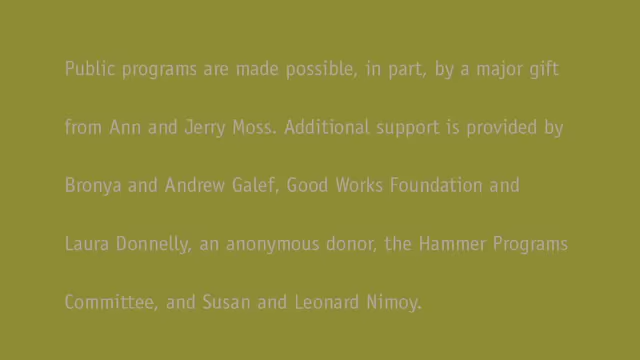 Public programs are made possible, in part, by a major gift
from Ann and Jerry Moss. Additional support is provided by
Bronya and Andrew Galef, Good Works Foundation and
Laura Donnelly, an anonymous donor, the Hammer Programs
Committee, and Susan and Leonard Nimoy.